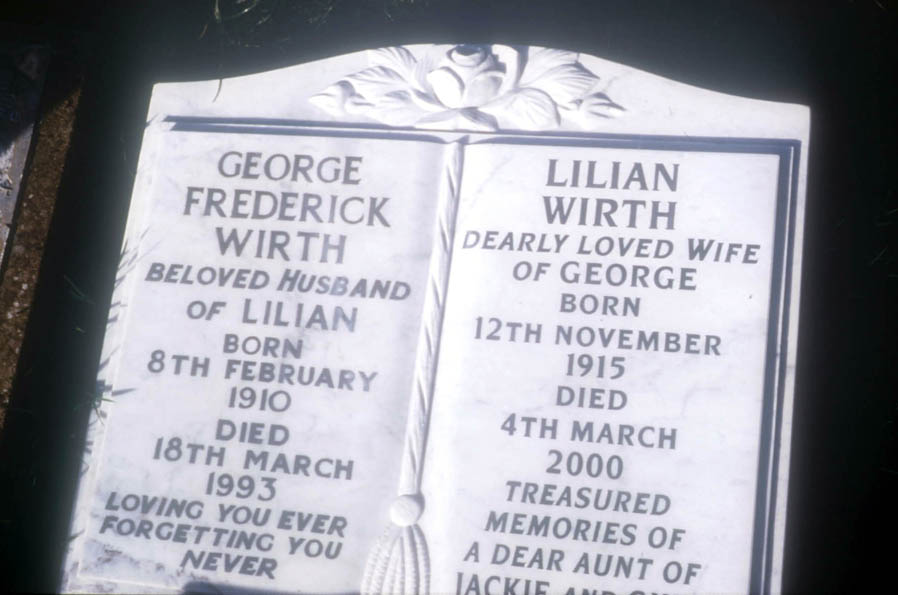 GEORGE
FREDERICK
WIRTH
BELOVED HUSBAND
OF LILIAN
BORN
8TH FEBRUARY
1910
DIED
18TH MARCH
1993
LOVING YOU EVER
FORGETTING YOU
NEVER
LILIAN
WIRTH
DEARLY LOVED WIFE
OF GEORGE
BORN
12TH NOVEMBER
1915
DIED
4TH MARCH
2000
TREASURED
MEMORIES OF
A DEAR AUNT OF
JACKIE AND